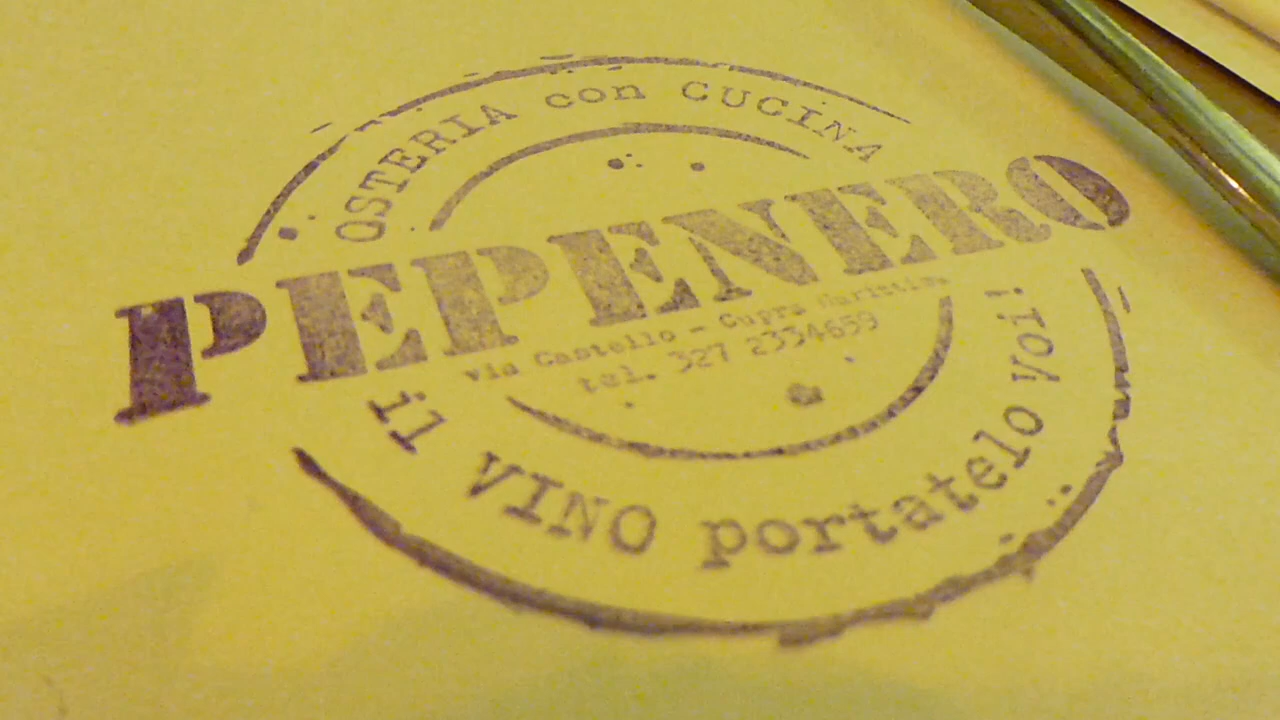 OSTERIA con CUCINA
PEPENERO
via Castello - Cupra Marittima
tel. 327 2334659
il VINO portatelo Voi!